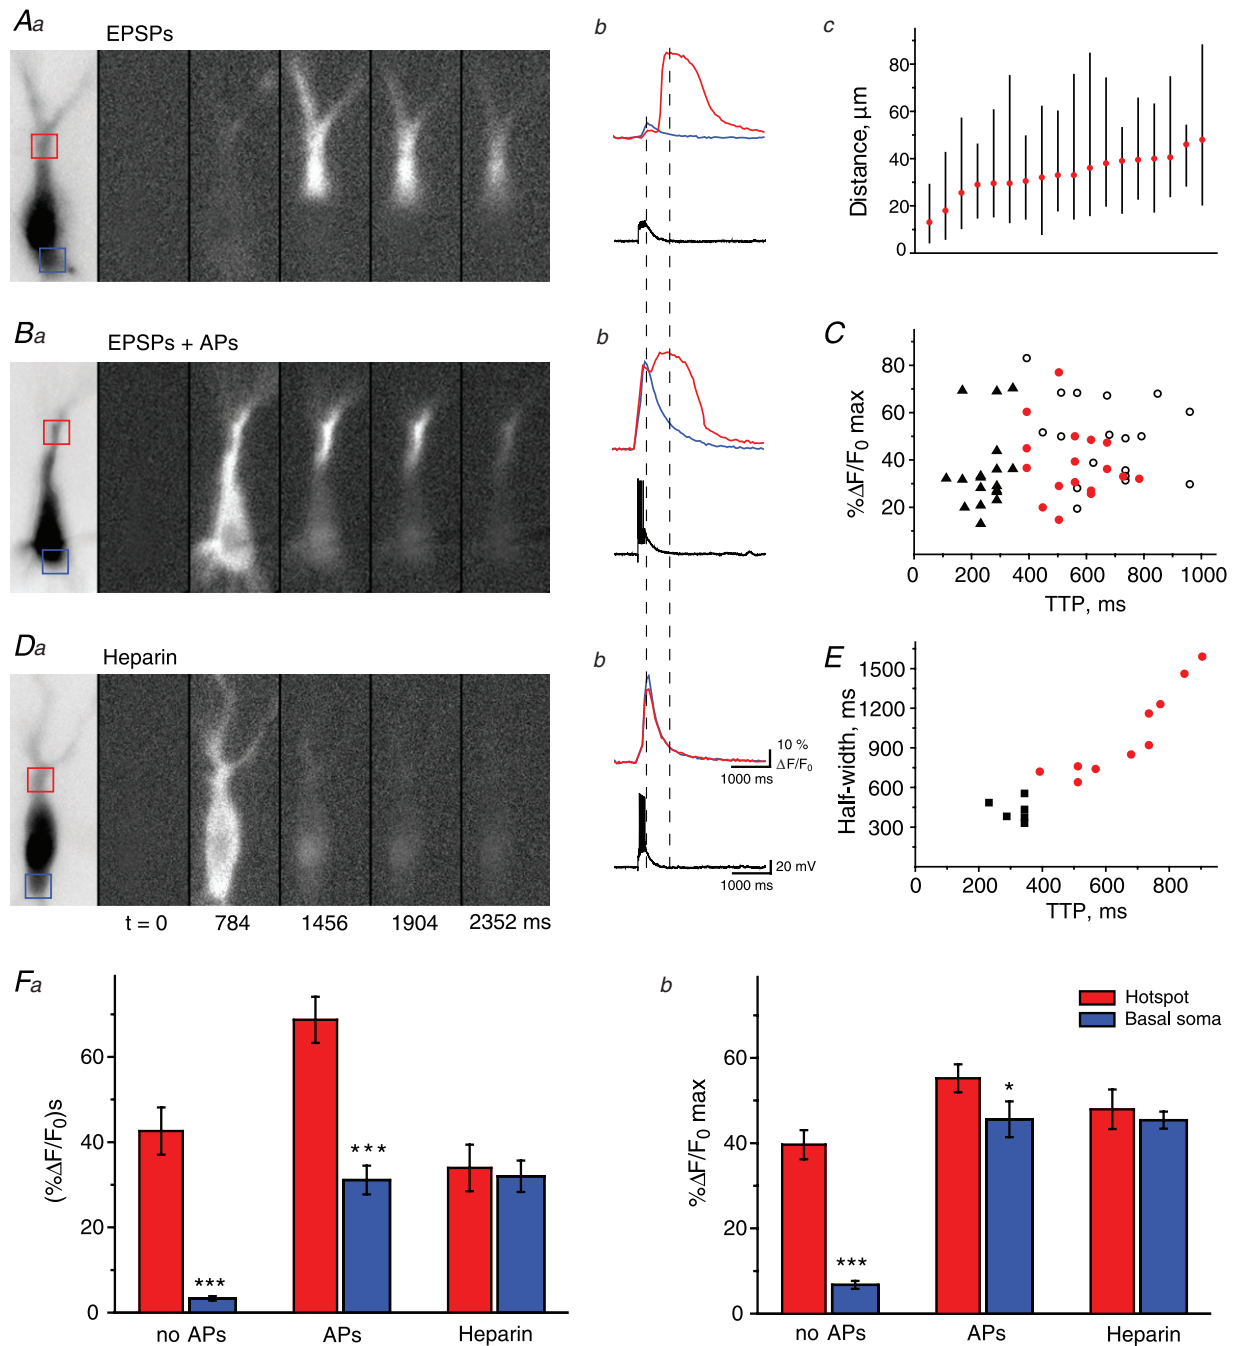 Aa
EPSPs
b
c
80
60
40
20
0
Distance, µm
Ba
EPSPs + APs
b
C
80
60
40
20
%ΔF/F0 max
0 200 400 600 800 1000
TTP, ms
Da
Heparin
b
10 %
ΔF/F0
1000 ms
20 mV
1000 ms
E
1500
1200
900
600
300
Half-width, ms
0 200 400 600 800
TTP, ms
t = 0 784 1456 1904 2352 ms
Fa
60
40
20
0
(%ΔF/F0)s
***
***
no APs APs Heparin
b
Hotspot
Basal soma
60
40
20
0
%ΔF/F0 max
***
*
no APs APs Heparin